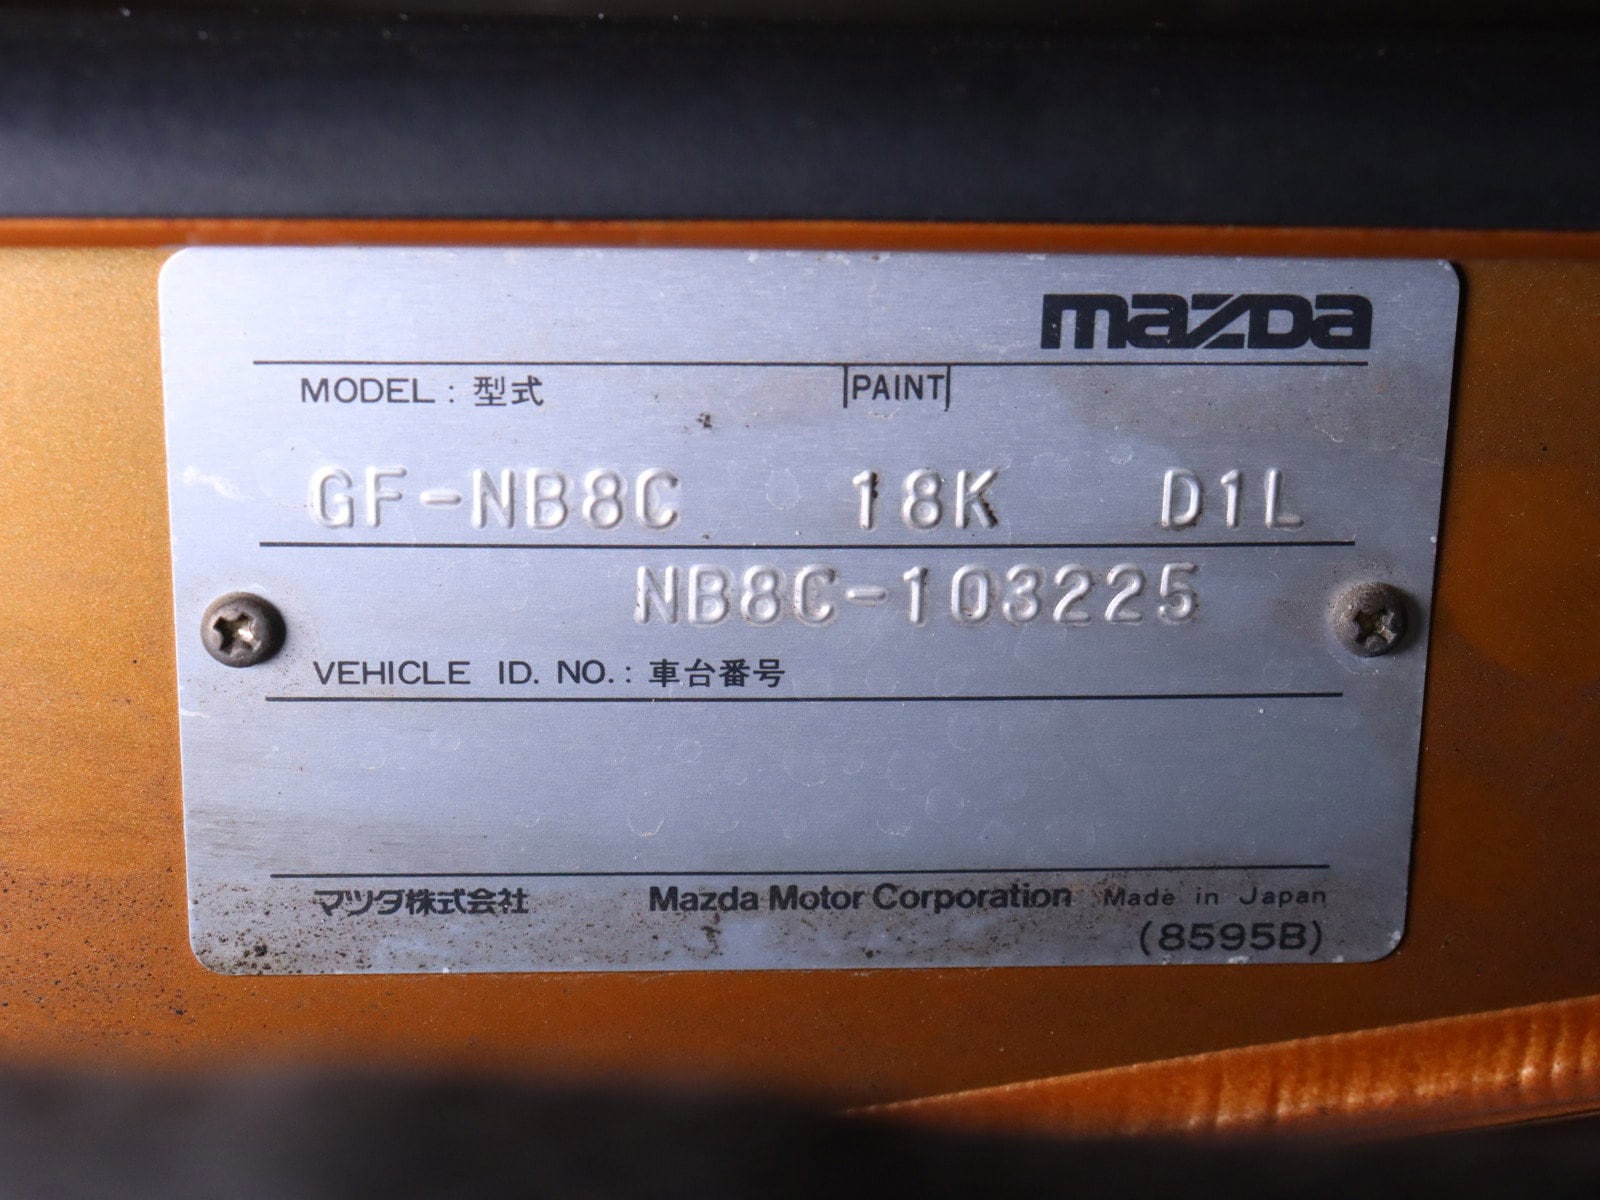 mazda
MODEL : 型式 PAINT
GF-NB8C 18K D1L
NB8C-103225
VEHICLE ID. NO. : 車台番号
マツダ株式会社 Mazda Motor Corporation Made in Japan
(8595B)